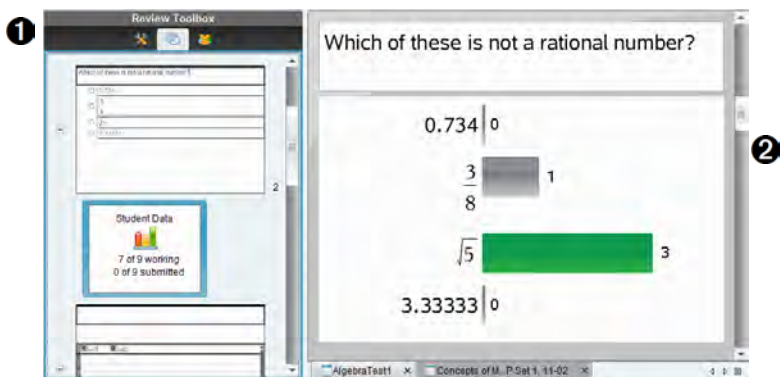 Review Toolbox
❶
Which of these is not a rational number?
2
Student Data
7 of 9 working
0 of 9 submitted
Which of these is not a rational number?
0.734 0
3/8 1
√5 3
3.33333 0
❷
AlgebraTest1 × Concepts of M...P Set 1, 11-02 ×